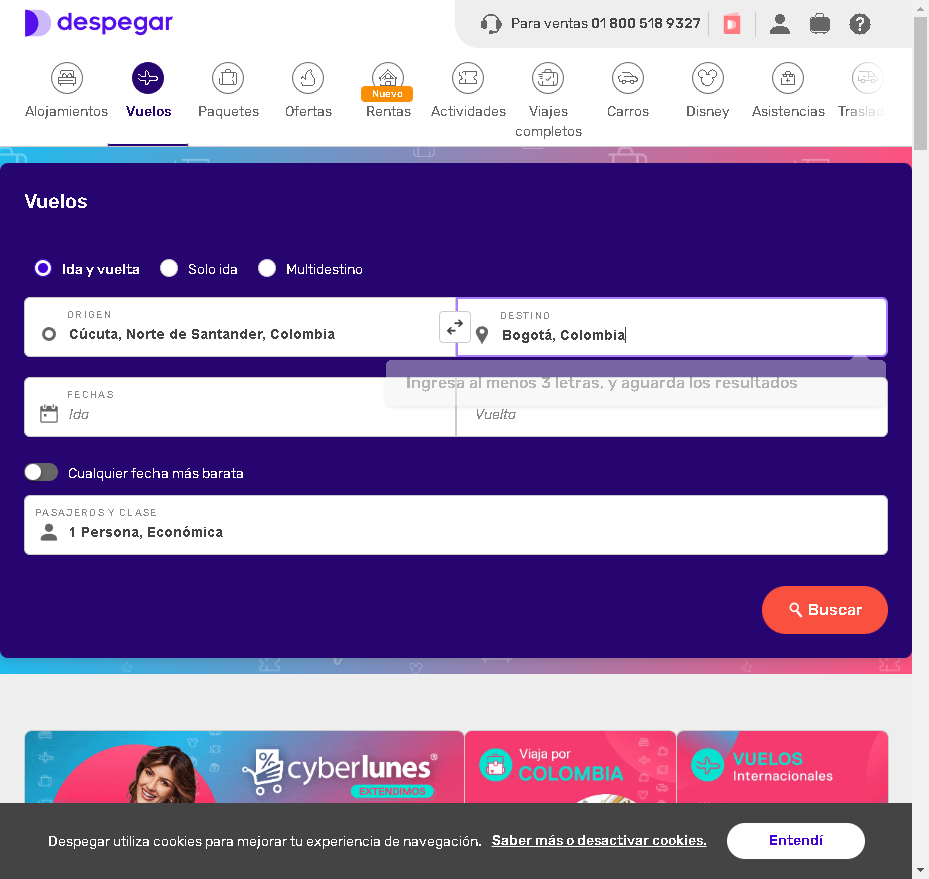 despegar
Para ventas 01 800 518 9327
Alojamientos
Vuelos
Paquetes
Ofertas
Nuevo
Rentas
Actividades
Viajes
completos
Carros
Disney
Asistencias
Traslad
Vuelos
Ida y vuelta
Solo ida
Multidestino
ORIGEN
Cúcuta, Norte de Santander, Colombia
DESTINO
Bogotá, Colombia
Ingresa al menos 3 letras, y aguarda los resultados
FECHAS
Ida
Vuelta
Cualquier fecha más barata
PASAJEROS Y CLASE
1 Persona, Económica
Buscar
cyberlunes
EXTENDIMOS
Viaja por
COLOMBIA
VUELOS
Internacionales
Despegar utiliza cookies para mejorar tu experiencia de navegación. Saber más o desactivar cookies.
Entendí